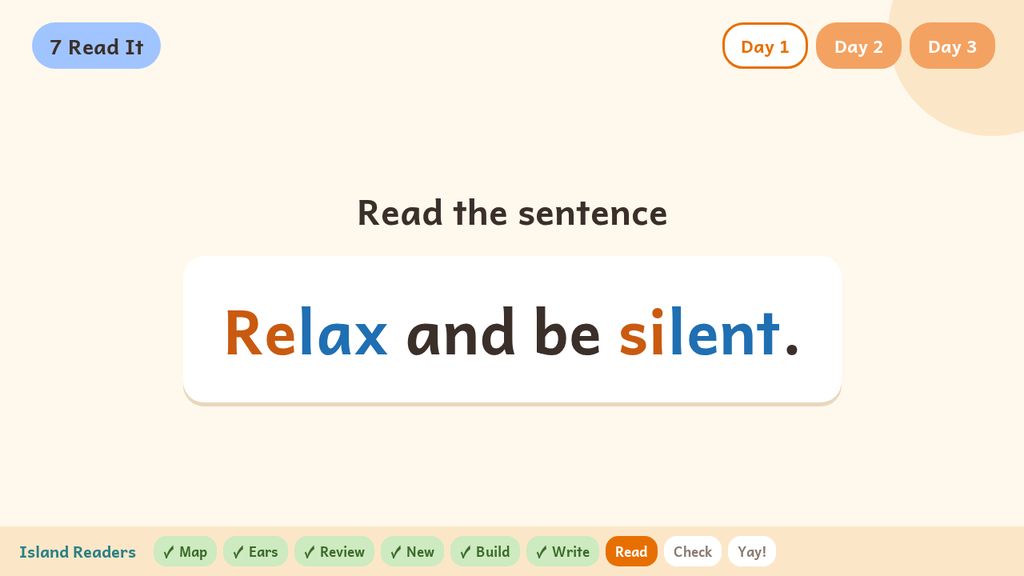 7 Read It
Day 1 Day 2 Day 3
Read the sentence
Relax and be silent.
Island Readers ✓ Map ✓ Ears ✓ Review ✓ New ✓ Build ✓ Write Read Check Yay!